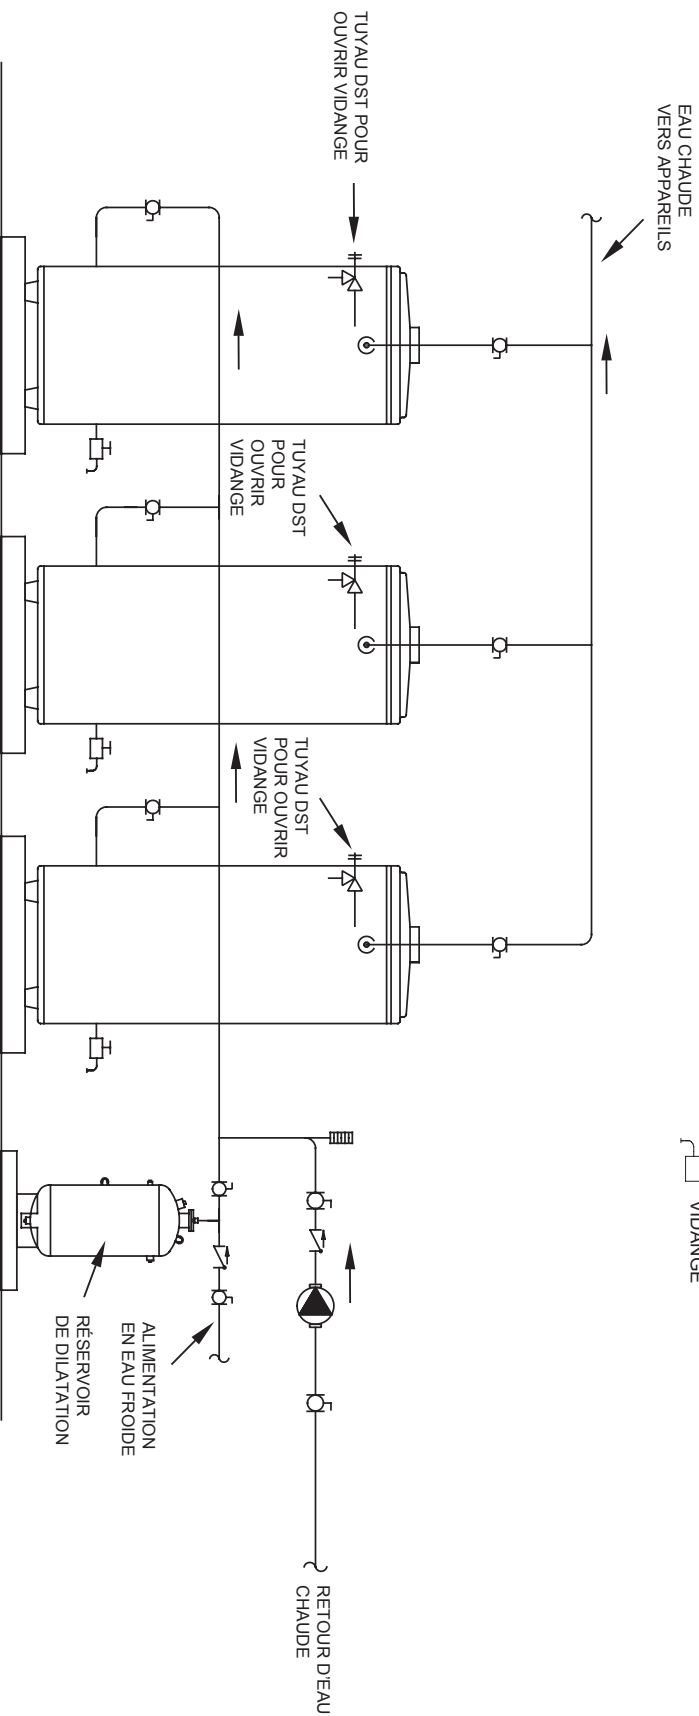 EAU CHAUDE
VERS APPAREILS
TUYAU DST POUR
OUVRIR VIDANGE
TUYAU DST
POUR
OUVRIR
VIDANGE
TUYAU DST
POUR OUVRIR
VIDANGE
VIDANGE
ALIMENTATION
EN EAU FROIDE
RÉSERVOIR
DE DILATATION
RETOUR D'EAU
CHAUDE